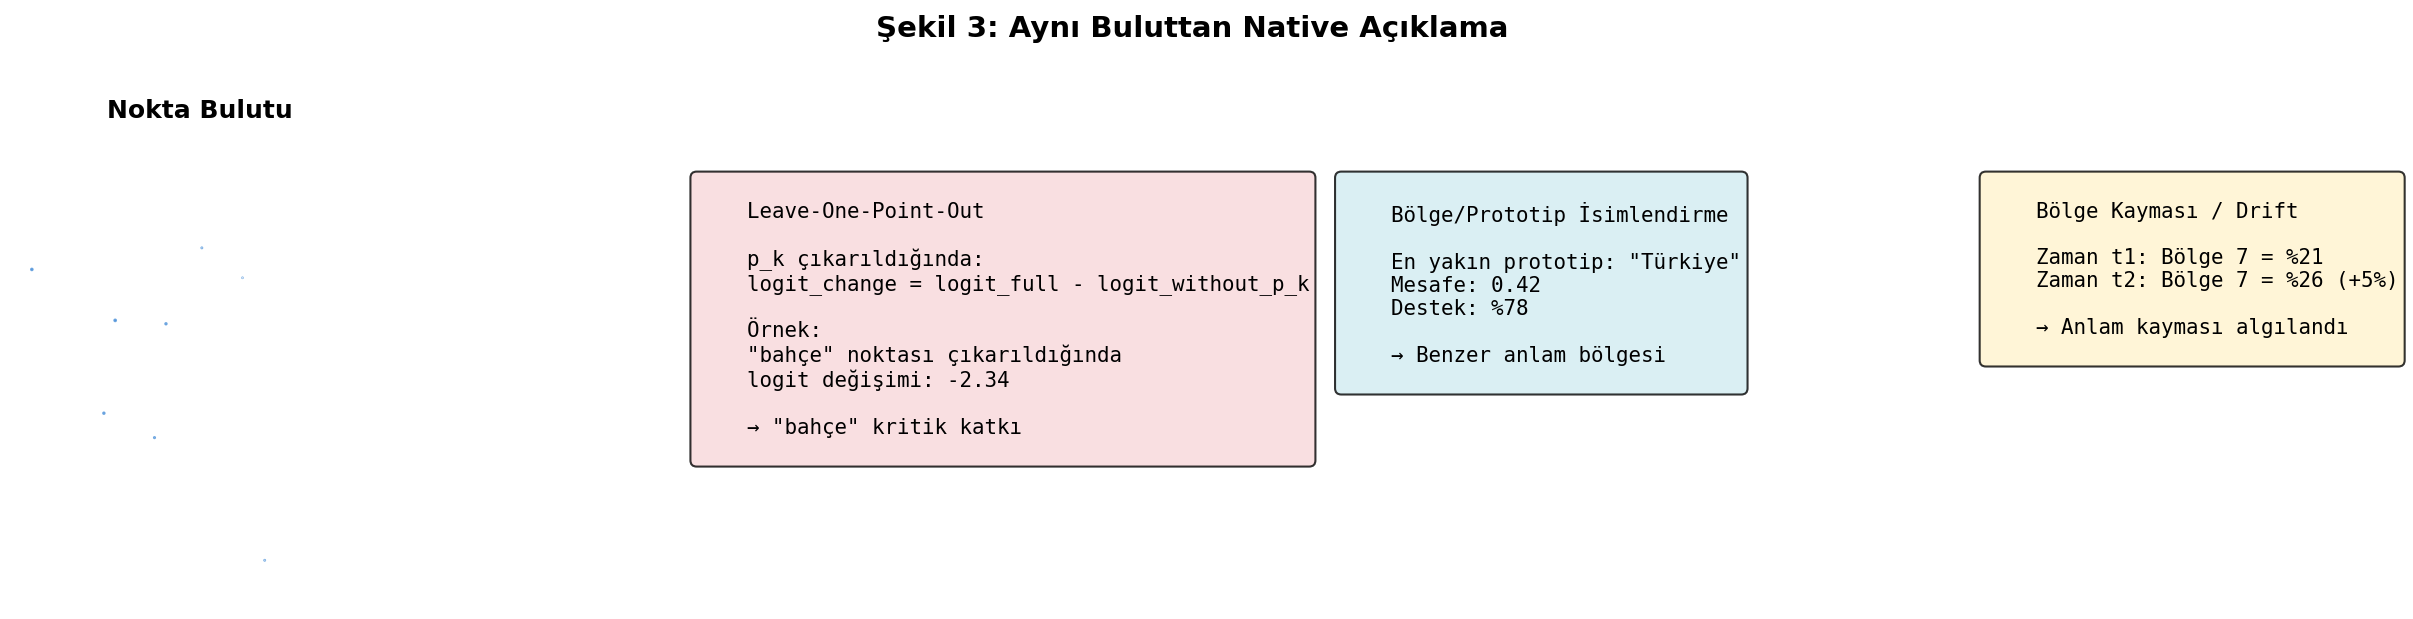 Şekil 3: Aynı Buluttan Native Açıklama
Nokta Bulutu
Leave-One-Point-Out
p_k çıkarıldığında:
logit_change = logit_full - logit_without_p_k
Örnek:
"bahçe" noktası çıkarıldığında
logit değişimi: -2.34
→ "bahçe" kritik katkı
Bölge/Prototip İsimlendirme
En yakın prototip: "Türkiye"
Mesafe: 0.42
Destek: %78
→ Benzer anlam bölgesi
Bölge Kayması / Drift
Zaman t1: Bölge 7 = %21
Zaman t2: Bölge 7 = %26 (+5%)
→ Anlam kayması algılandı